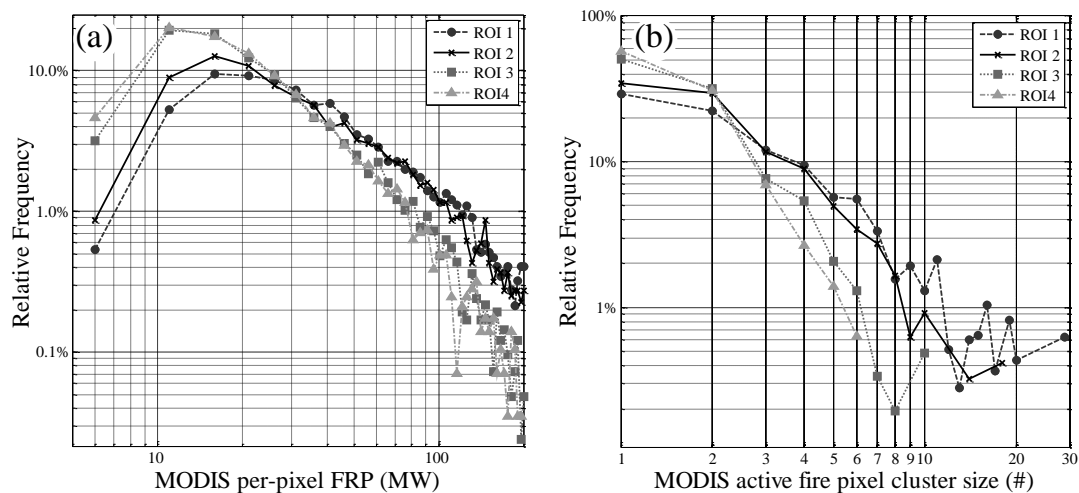 (a)
ROI 1
ROI 2
ROI 3
ROI4
10.0%
1.0%
0.1%
Relative Frequency
10
100
MODIS per-pixel FRP (MW)
(b)
ROI 1
ROI 2
ROI 3
ROI4
100%
10%
1%
Relative Frequency
1 2 3 4 5 6 7 8 9 10 20 30
MODIS active fire pixel cluster size (#)